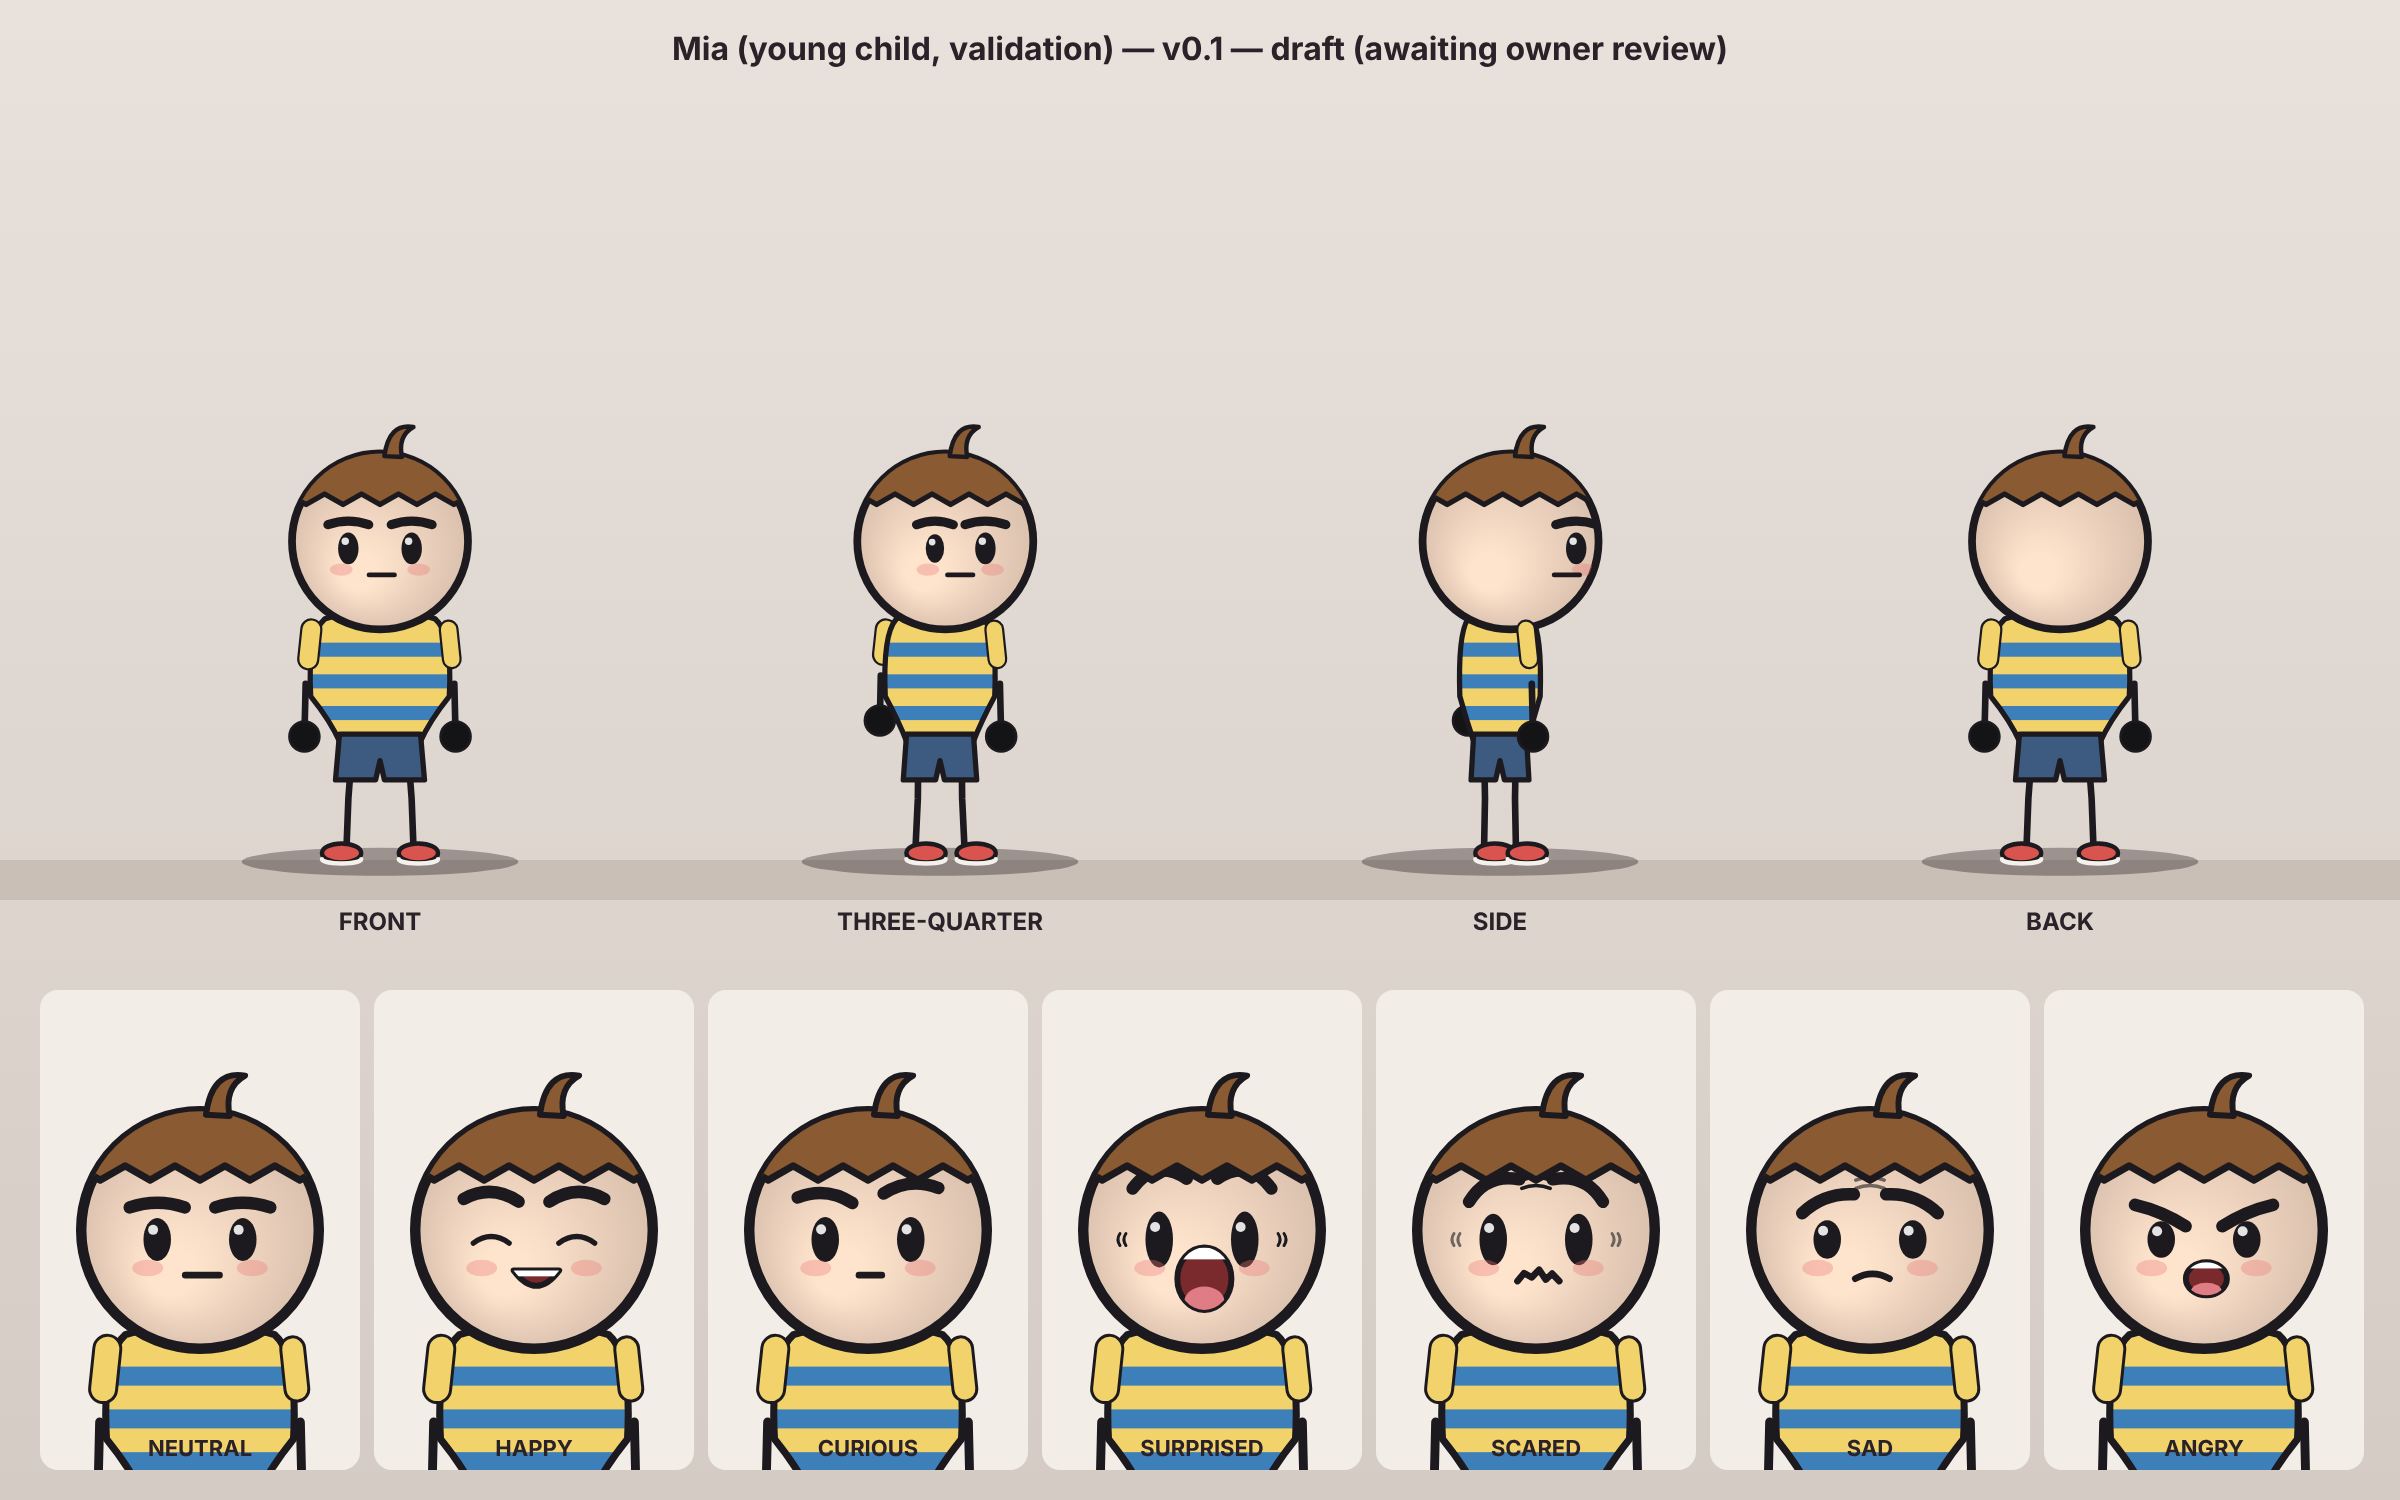 Mia (young child, validation) — v0.1 — draft (awaiting owner review)
FRONT
THREE-QUARTER
SIDE
BACK
NEUTRAL
HAPPY
CURIOUS
SURPRISED
SCARED
SAD
ANGRY